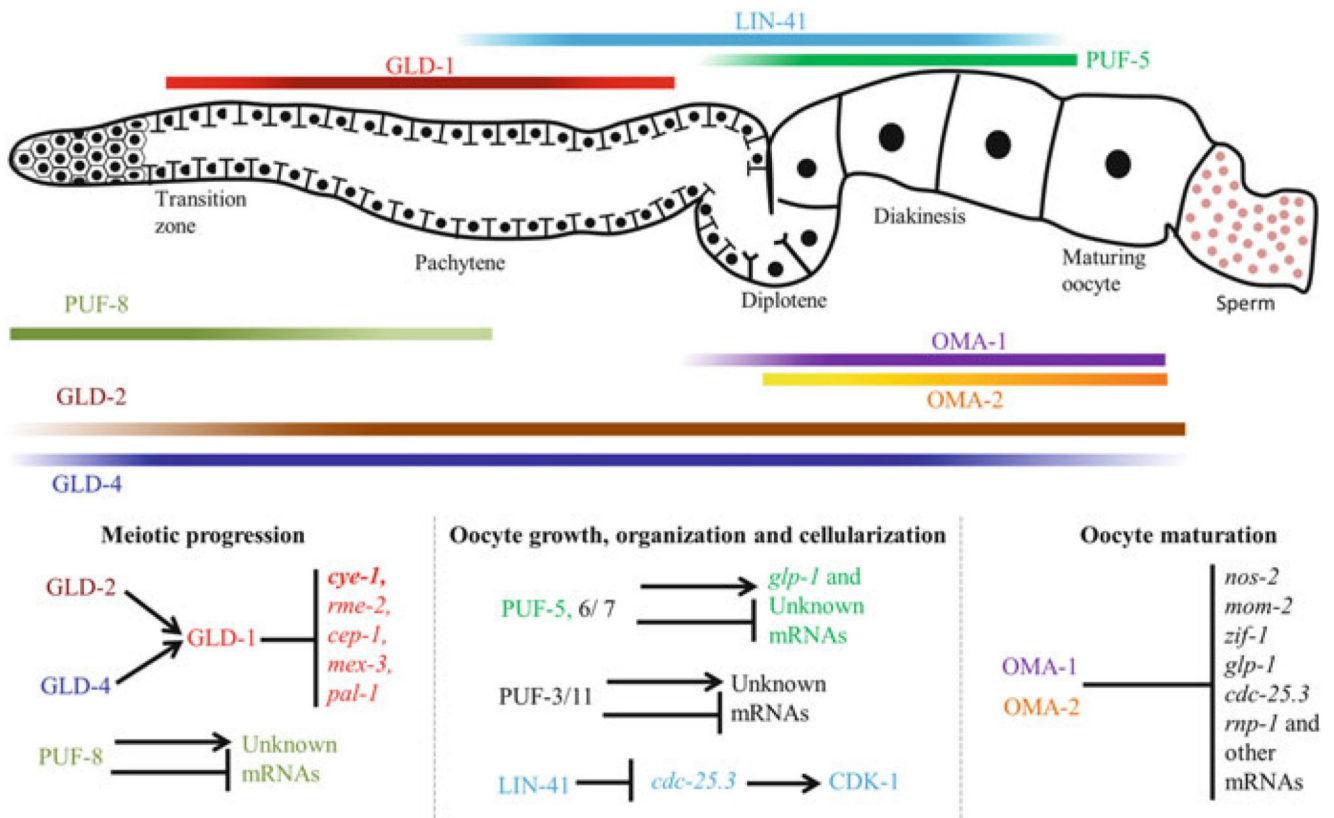 LIN-41
GLD-1
PUF-5
Transition
zone
Pachytene
Diplotene
Diakinesis
Maturing
oocyte
Sperm
PUF-8
OMA-1
OMA-2
GLD-2
GLD-4
Meiotic progression
GLD-2
GLD-4
GLD-1
cye-1,
rme-2,
cep-1,
mex-3,
pal-1
PUF-8
Unknown
mRNAs
Oocyte growth, organization and cellularization
PUF-5, 6/ 7
glp-1 and
Unknown
mRNAs
PUF-3/11
Unknown
mRNAs
LIN-41
cdc-25.3
CDK-1
Oocyte maturation
OMA-1
OMA-2
nos-2
mom-2
zif-1
glp-1
cdc-25.3
rnp-1 and
other
mRNAs